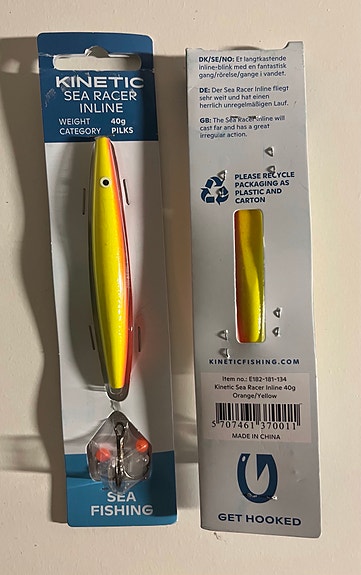 KINETIC
SEA RACER
INLINE
WEIGHT 40g
CATEGORY PILKS
SEA
FISHING
DK/SE/NO: Et langtkastende
inline-blink med en fantastisk
gang/rörelse/gange i vandet.
DE: Der Sea Racer Inline fliegt
sehr weit und hat einen
herrlich unregelmäßigen Lauf.
GB: The Sea Racer Inline will
cast far and has a great
irregular action.
PLEASE RECYCLE
PACKAGING AS
PLASTIC AND
CARTON
KINETICFISHING.COM
Item no.: E182-181-134
Kinetic Sea Racer Inline 40g
Orange/Yellow
5 707461 370011
MADE IN CHINA
GET HOOKED